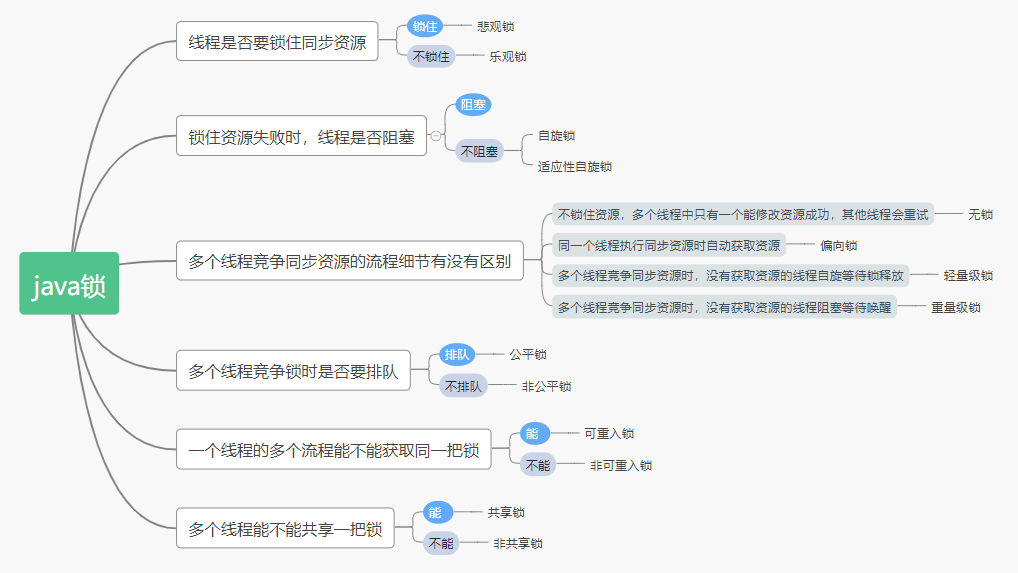 java锁
线程是否要锁住同步资源
锁住
悲观锁
不锁住
乐观锁
锁住资源失败时，线程是否阻塞
阻塞
不阻塞
自旋锁
适应性自旋锁
多个线程竞争同步资源的流程细节有没有区别
不锁住资源，多个线程中只有一个能修改资源成功，其他线程会重试
无锁
同一个线程执行同步资源时自动获取资源
偏向锁
多个线程竞争同步资源时，没有获取资源的线程自旋等待锁释放
轻量级锁
多个线程竞争同步资源时，没有获取资源的线程阻塞等待唤醒
重量级锁
多个线程竞争锁时是否要排队
排队
公平锁
不排队
非公平锁
一个线程的多个流程能不能获取同一把锁
能
可重入锁
不能
非可重入锁
多个线程能不能共享一把锁
能
共享锁
不能
非共享锁